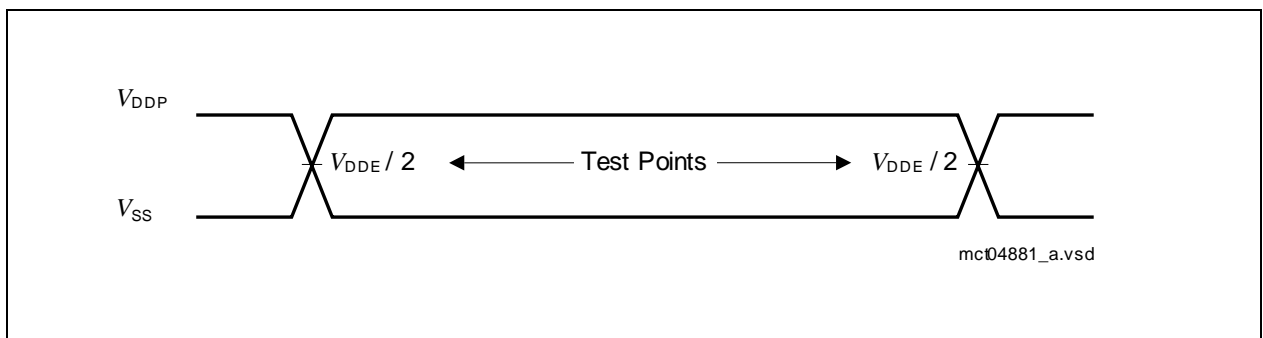 VDDP
VDDE / 2 Test Points VDDE / 2
VSS
mct04881_a.vsd